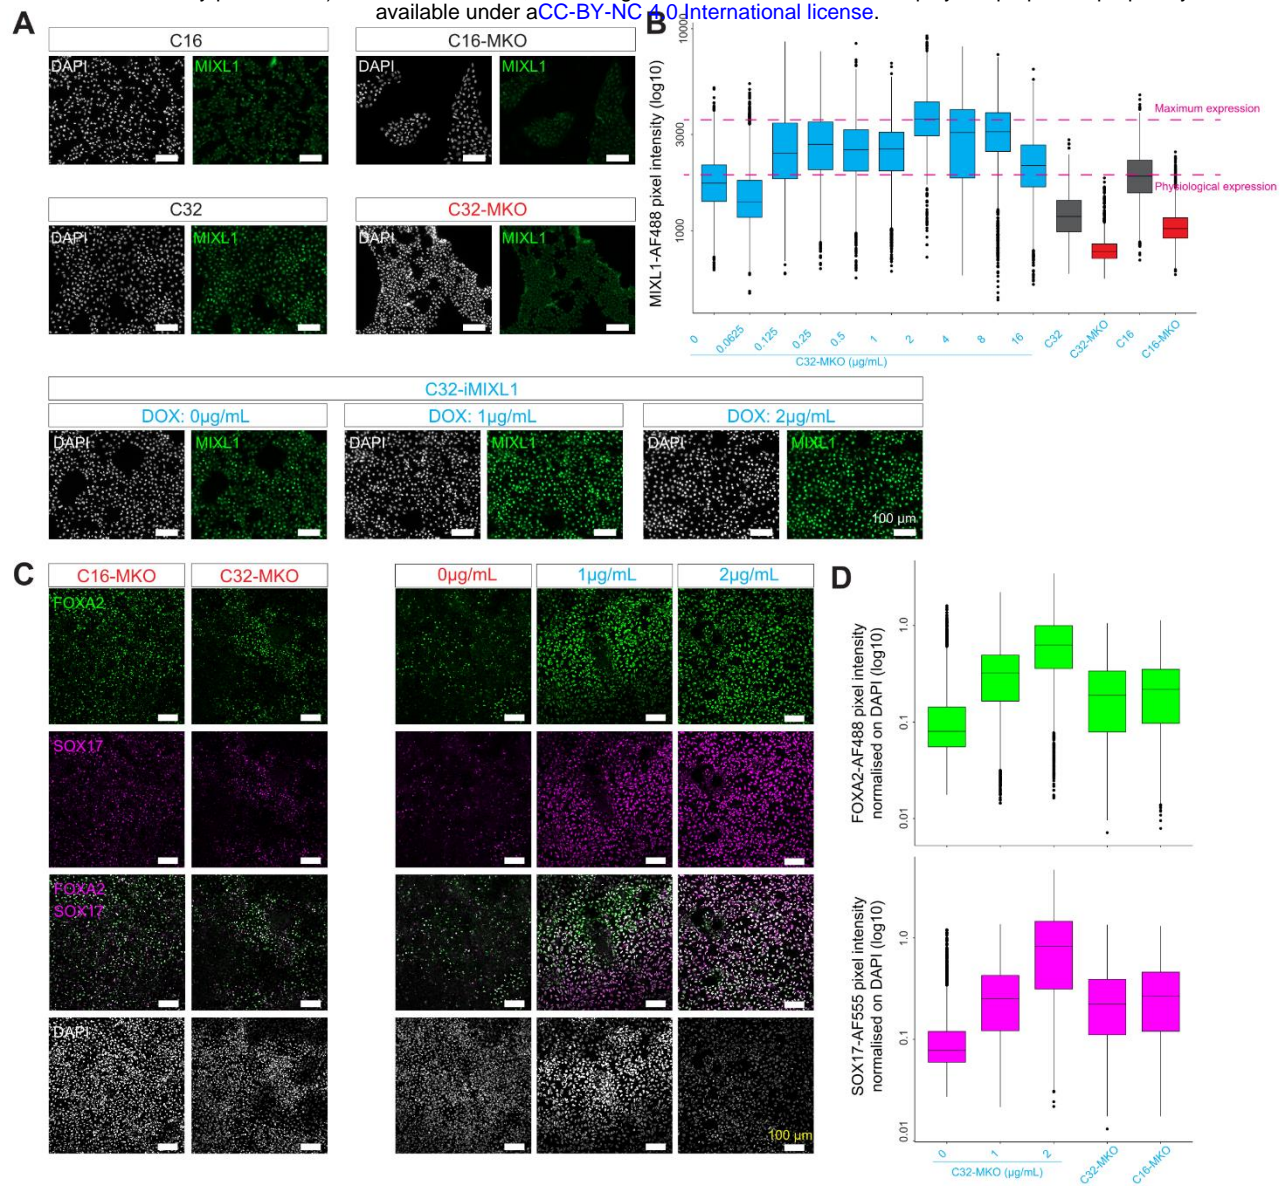 available under aCC-BY-NC 4.0 International license.
A
C16
C16-MKO
DAPI
MIXL1
DAPI
MIXL1
C32
C32-MKO
DAPI
MIXL1
DAPI
MIXL1
C32-iMIXL1
DOX: 0µg/mL
DOX: 1µg/mL
DOX: 2µg/mL
DAPI
MIXL1
DAPI
MIXL1
DAPI
MIXL1
100 µm
B
MIXL1-AF488 pixel intensity (log10)
10000
3000
1000
Maximum expression
Physiological expression
0
0.0625
0.125
0.25
0.5
1
2
4
8
16
C32
C32-MKO
C16
C16-MKO
C32-MKO (µg/mL)
C
C16-MKO
C32-MKO
0µg/mL
1µg/mL
2µg/mL
FOXA2
SOX17
FOXA2
SOX17
DAPI
100 µm
D
FOXA2-AF488 pixel intensity
normalised on DAPI (log10)
1.0
0.1
0.01
SOX17-AF555 pixel intensity
normalised on DAPI (log10)
1.0
0.1
0.01
0
1
2
C32-MKO
C16-MKO
C32-MKO (µg/mL)